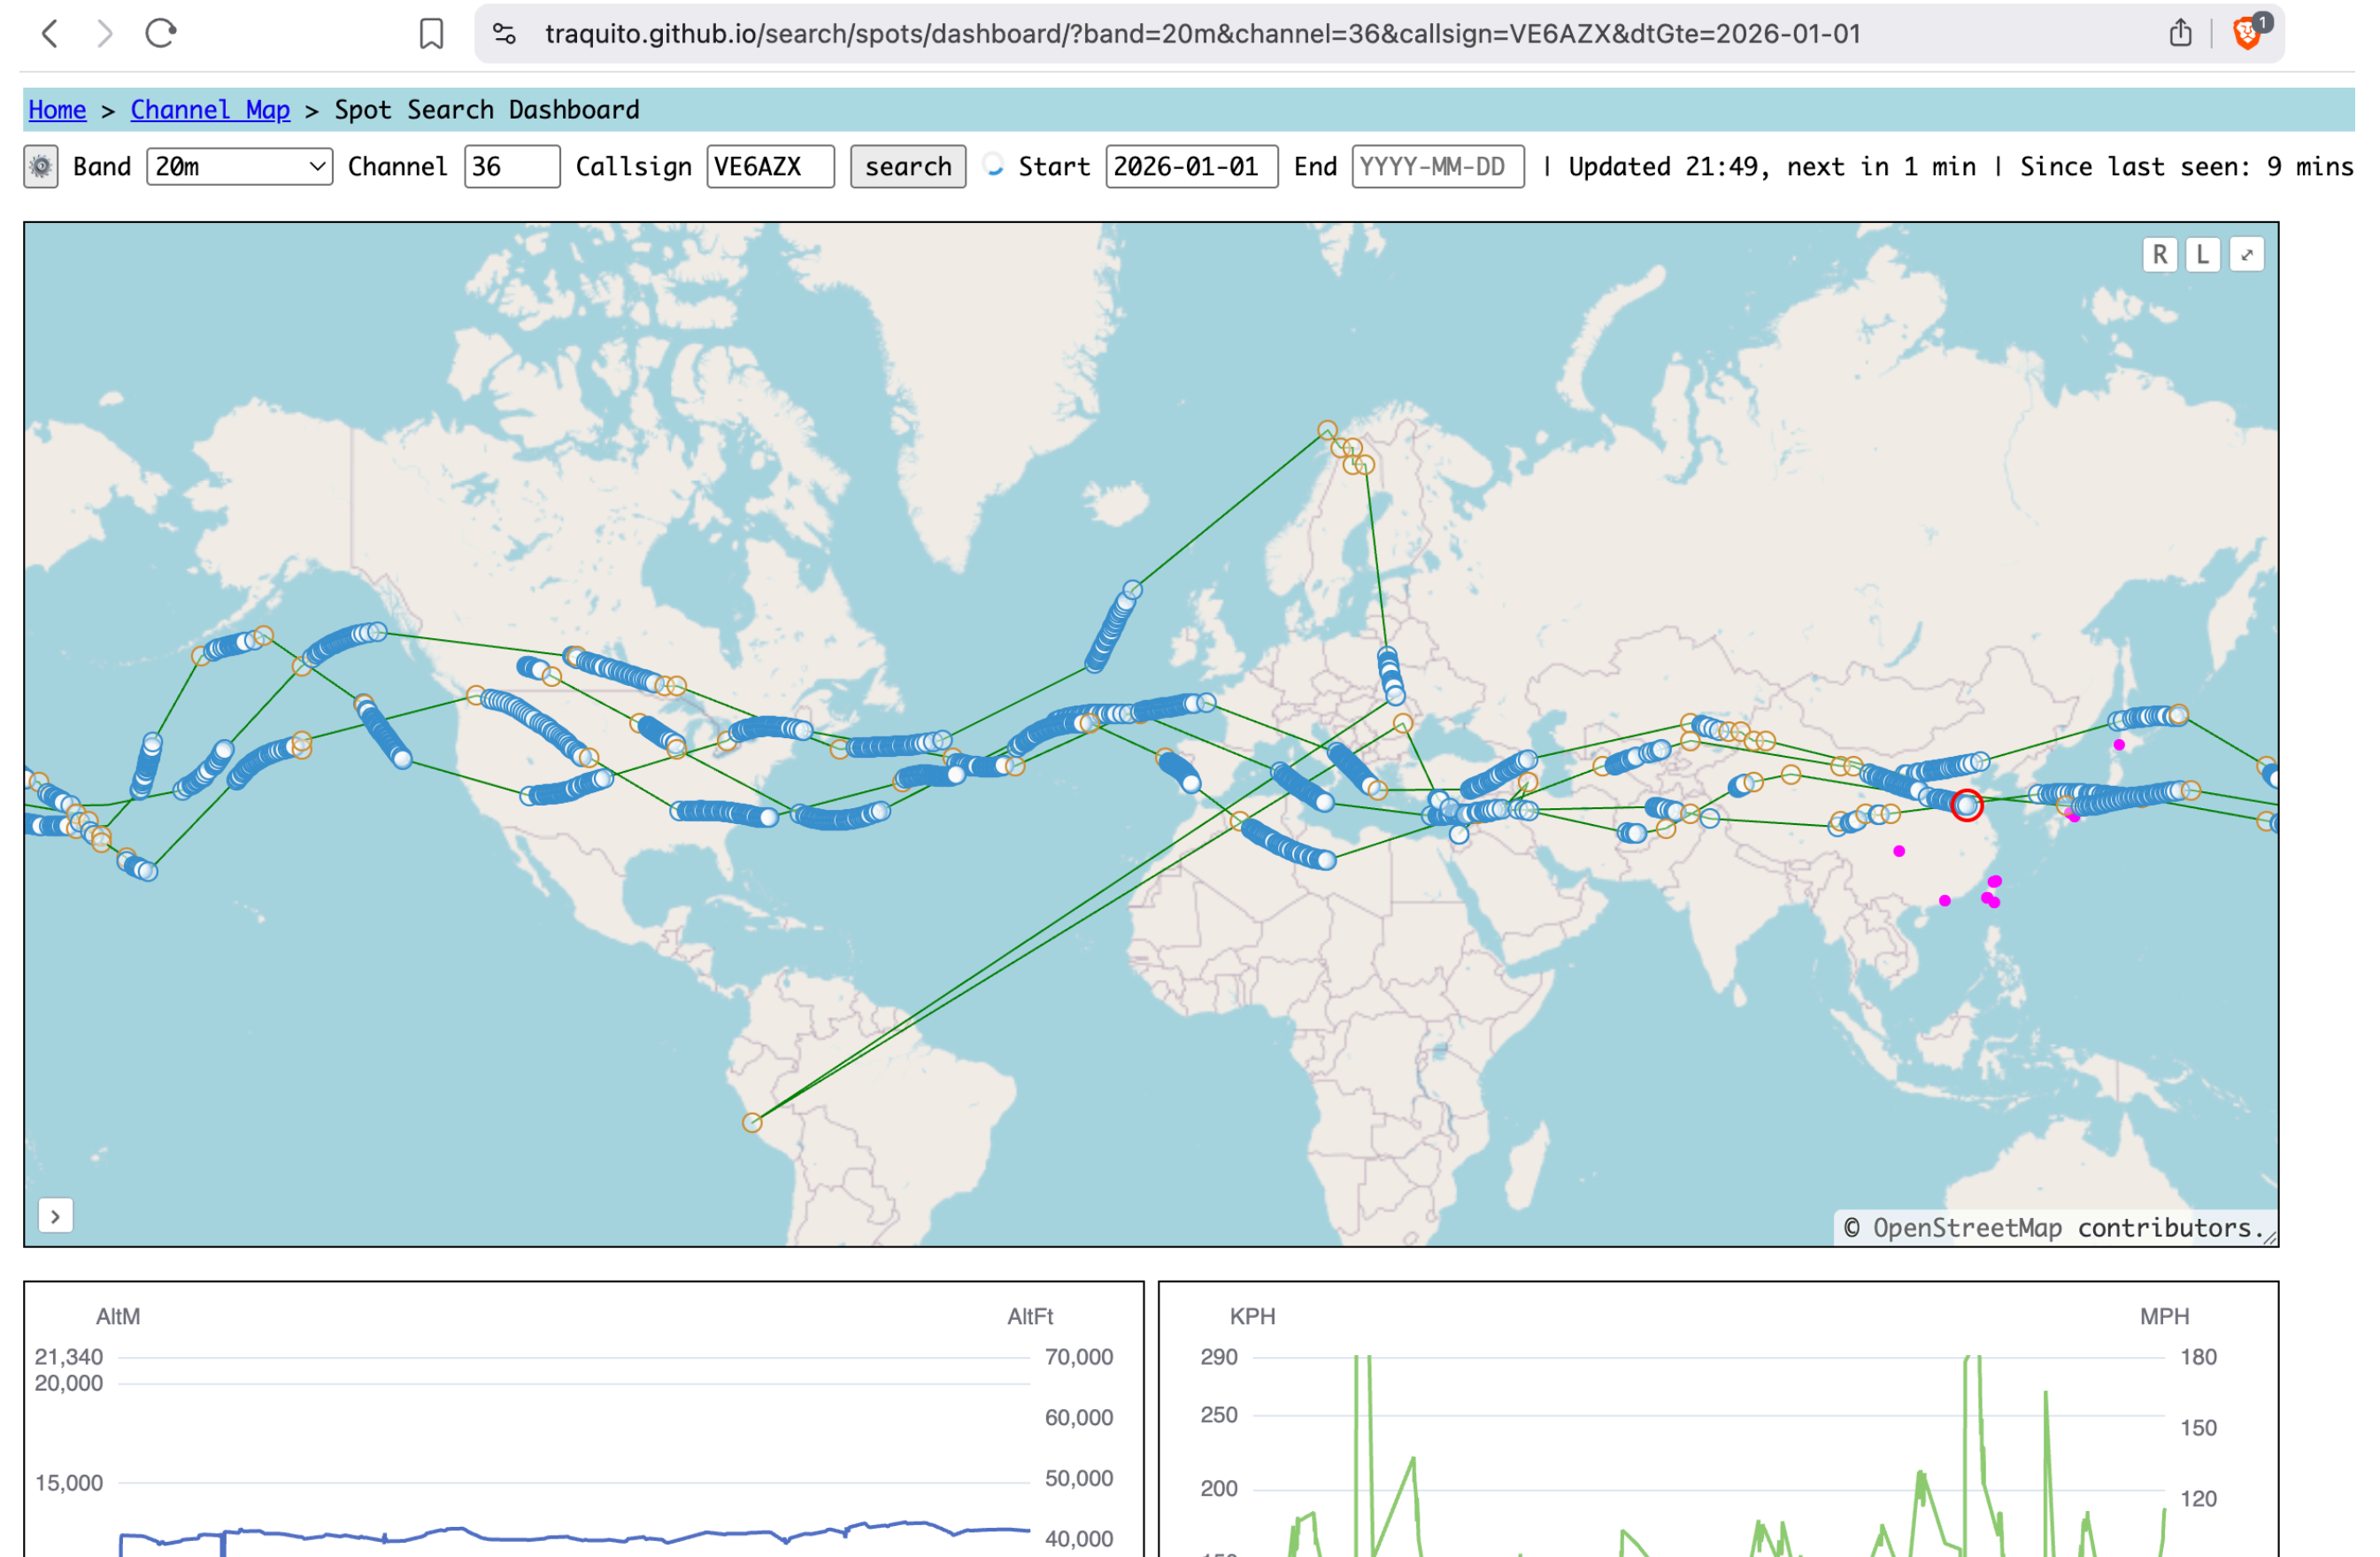 traquito.github.io/search/spots/dashboard/?band=20m&channel=36&callsign=VE6AZX&dtGte=2026-01-01
1
Home > Channel Map > Spot Search Dashboard
Band 20m Channel 36 Callsign VE6AZX search Start 2026-01-01 End YYYY-MM-DD | Updated 21:49, next in 1 min | Since last seen: 9 mins
R L
© OpenStreetMap contributors.
AltM AltFt
21,340 70,000
20,000
60,000
15,000 50,000
40,000
KPH MPH
290 180
250 150
200 120